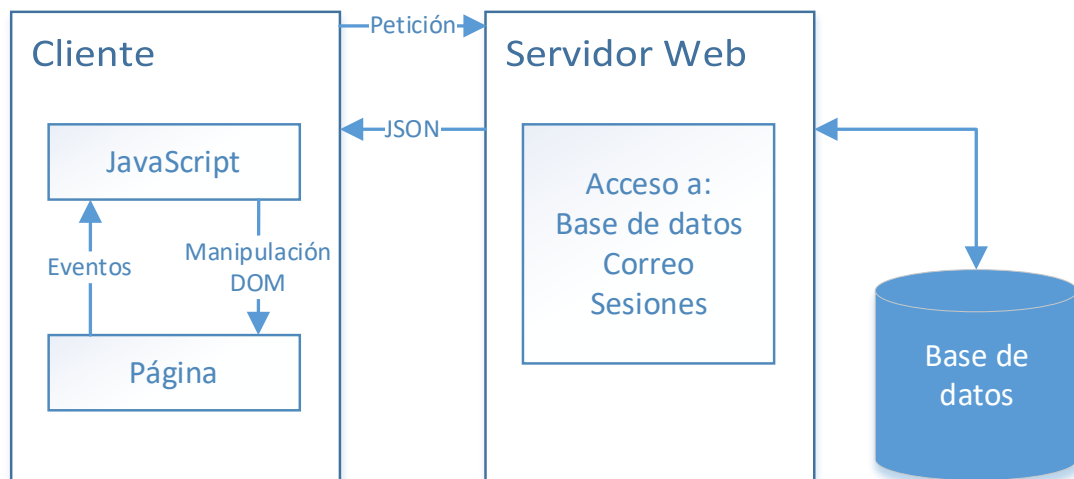 Cliente
Petición
Servidor Web
JSON
JavaScript
Eventos
Manipulación
DOM
Página
Acceso a:
Base de datos
Correo
Sesiones
Base de
datos